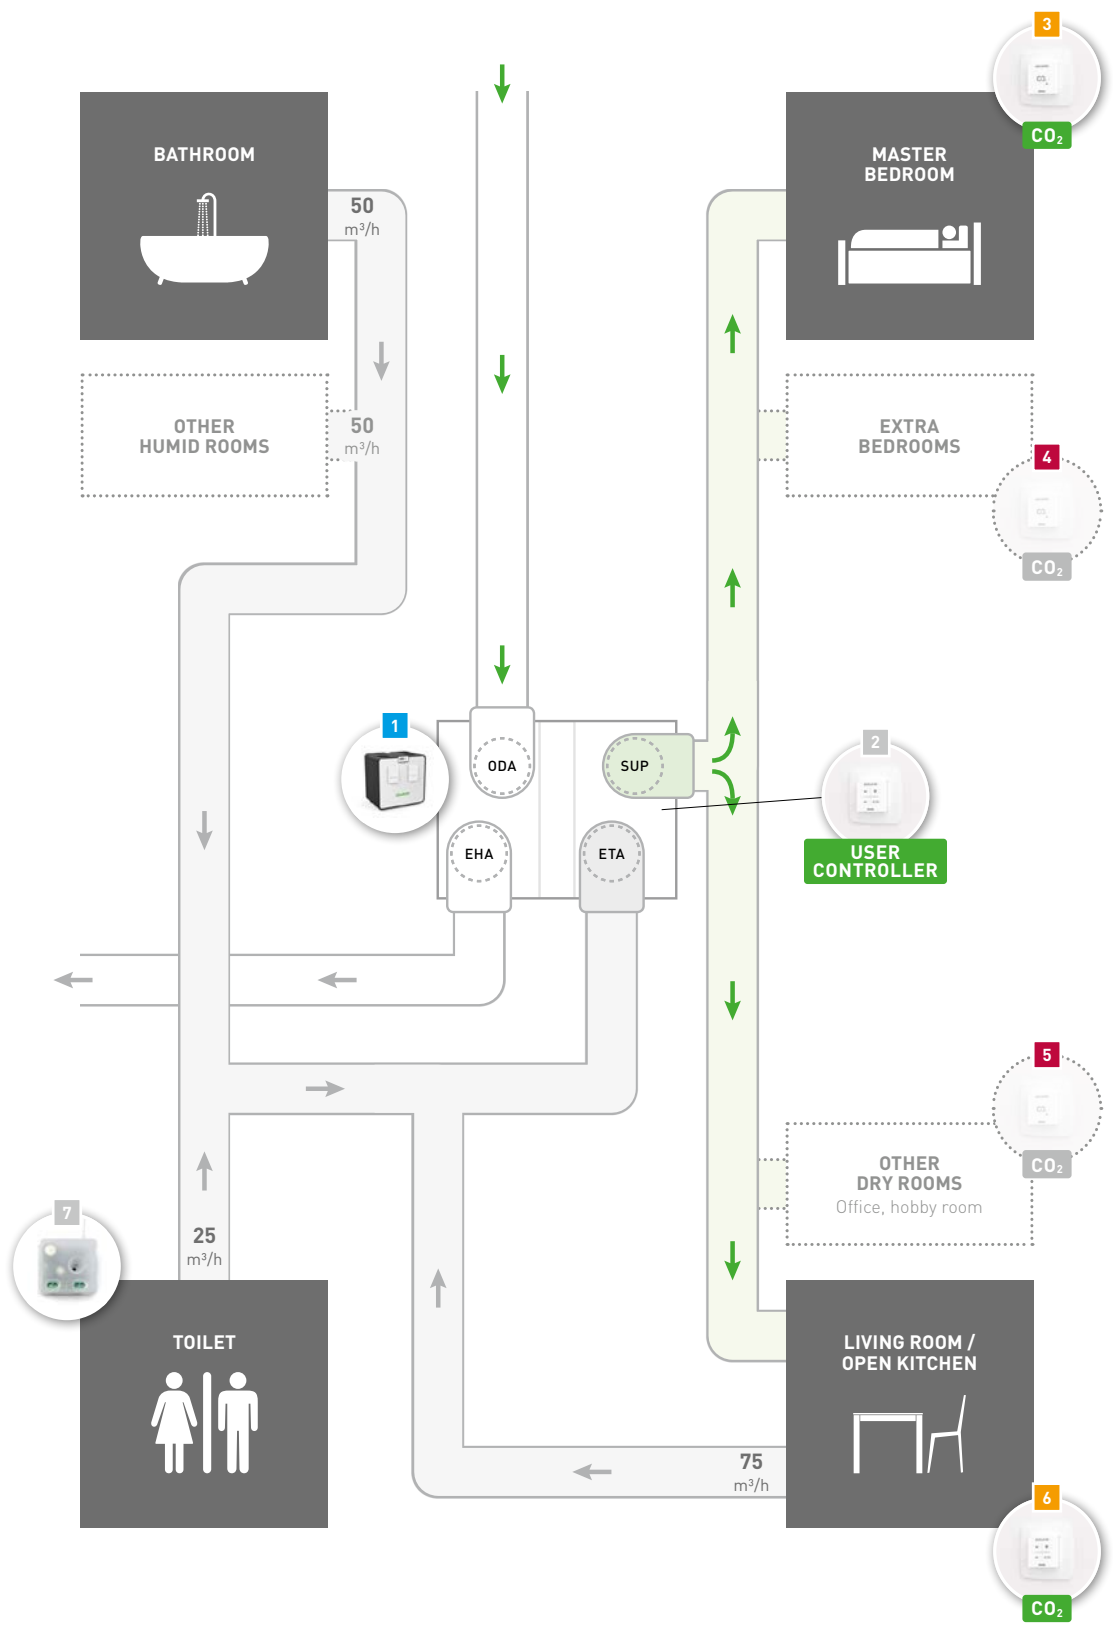 3
CO₂
BATHROOM
MASTER
BEDROOM
50
m³/h
OTHER
HUMID ROOMS
50
m³/h
EXTRA
BEDROOMS
4
CO₂
1
ODA
SUP
2
EHA
ETA
USER
CONTROLLER
5
CO₂
OTHER
DRY ROOMS
Office, hobby room
7
25
m³/h
TOILET
LIVING ROOM /
OPEN KITCHEN
75
m³/h
6
CO₂